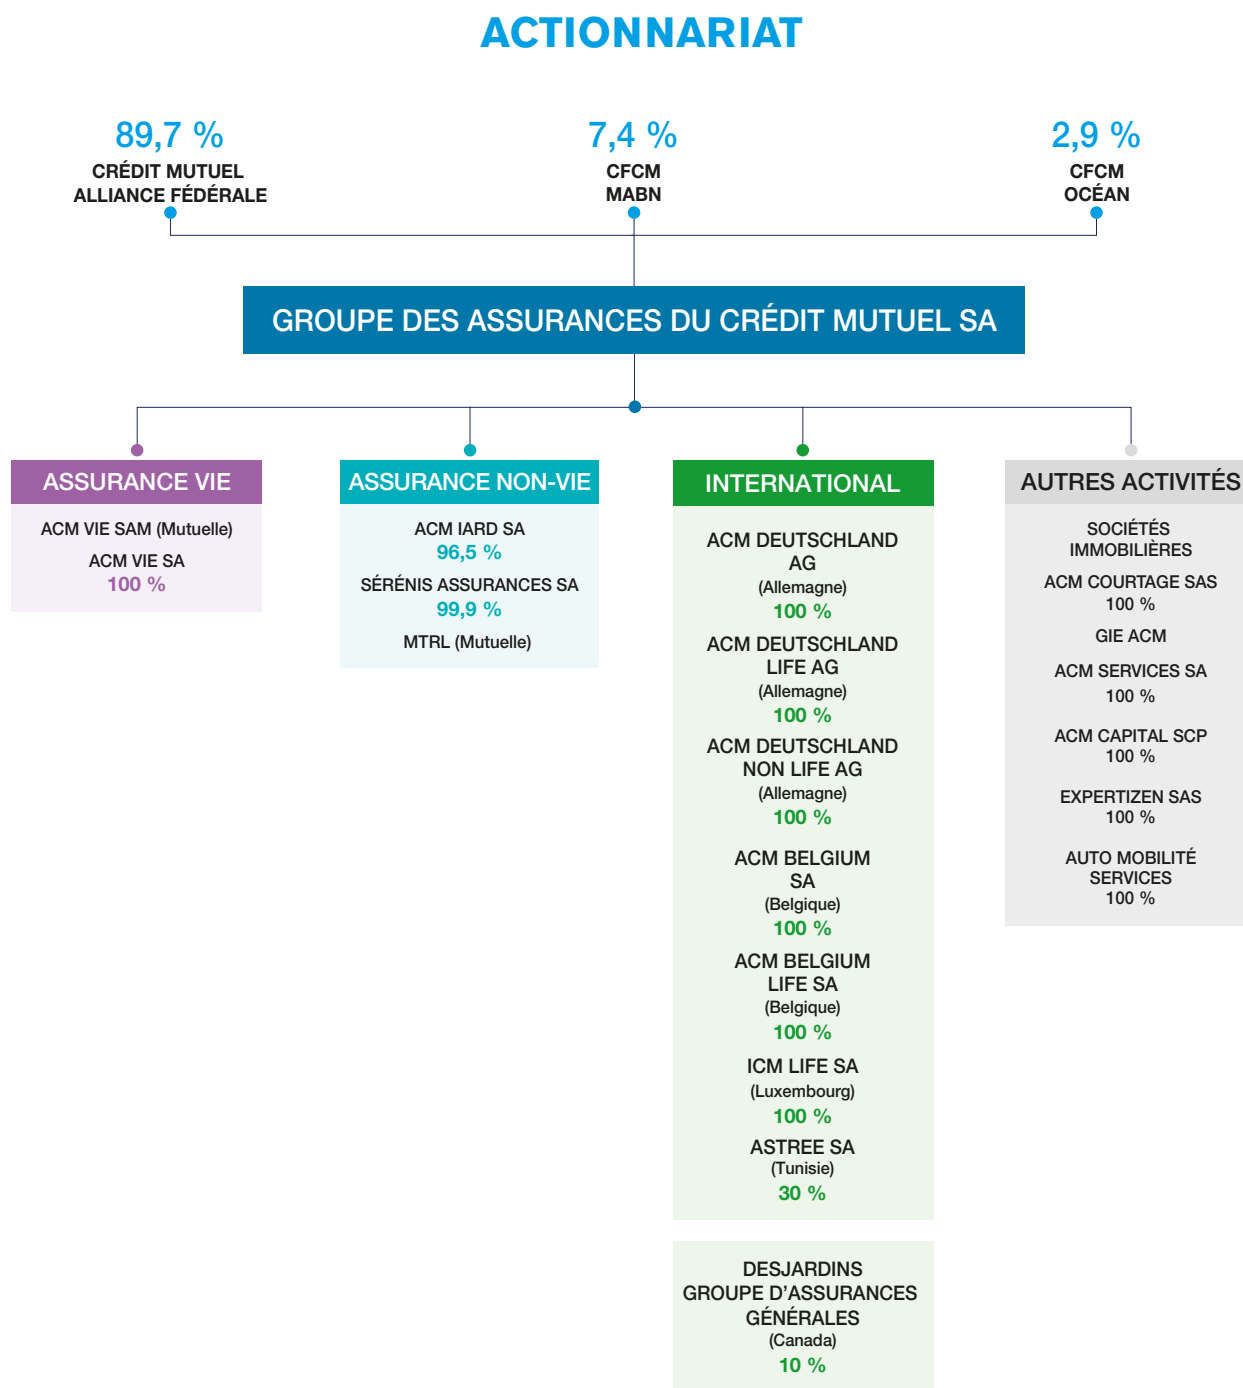 ACTIONNARIAT
89,7 %
CRÉDIT MUTUEL
ALLIANCE FÉDÉRALE
7,4 %
CFCM
MABN
2,9 %
CFCM
OCÉAN
GROUPE DES ASSURANCES DU CRÉDIT MUTUEL SA
ASSURANCE VIE
ACM VIE SAM (Mutuelle)
ACM VIE SA
100 %
ASSURANCE NON-VIE
ACM IARD SA
96,5 %
SÉRÉNIS ASSURANCES SA
99,9 %
MTRL (Mutuelle)
INTERNATIONAL
ACM DEUTSCHLAND
AG
(Allemagne)
100 %
ACM DEUTSCHLAND
LIFE AG
(Allemagne)
100 %
ACM DEUTSCHLAND
NON LIFE AG
(Allemagne)
100 %
ACM BELGIUM
SA
(Belgique)
100 %
ACM BELGIUM
LIFE SA
(Belgique)
100 %
ICM LIFE SA
(Luxembourg)
100 %
ASTREE SA
(Tunisie)
30 %
DESJARDINS
GROUPE D’ASSURANCES
GÉNÉRALES
(Canada)
10 %
AUTRES ACTIVITÉS
SOCIÉTÉS
IMMOBILIÈRES
ACM COURTAGE SAS
100 %
GIE ACM
ACM SERVICES SA
100 %
ACM CAPITAL SCP
100 %
EXPERTIZEN SAS
100 %
AUTO MOBILITÉ
SERVICES
100 %